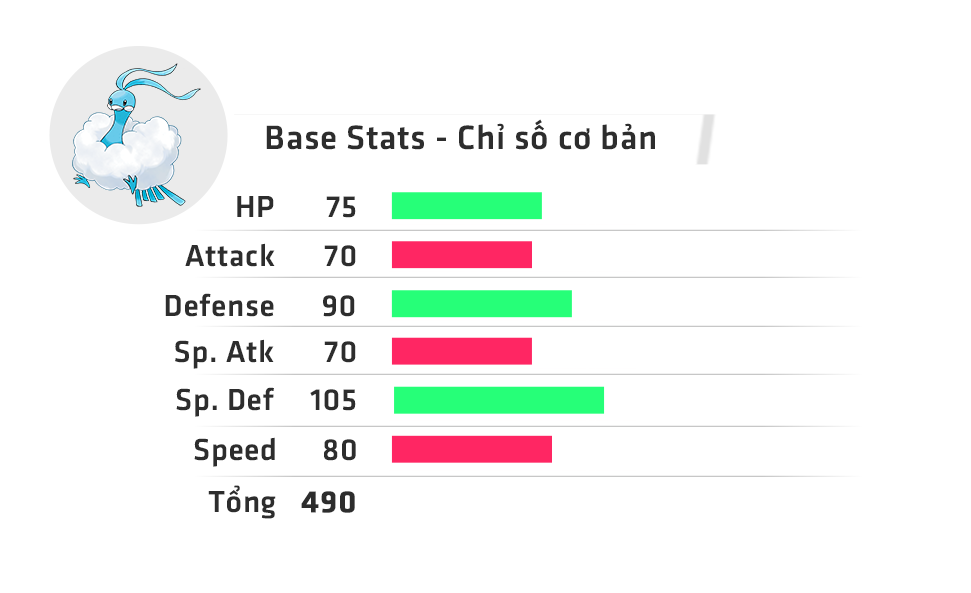 Base Stats - Chỉ số cơ bản
HP 75
Attack 70
Defense 90
Sp. Atk 70
Sp. Def 105
Speed 80
Tổng 490